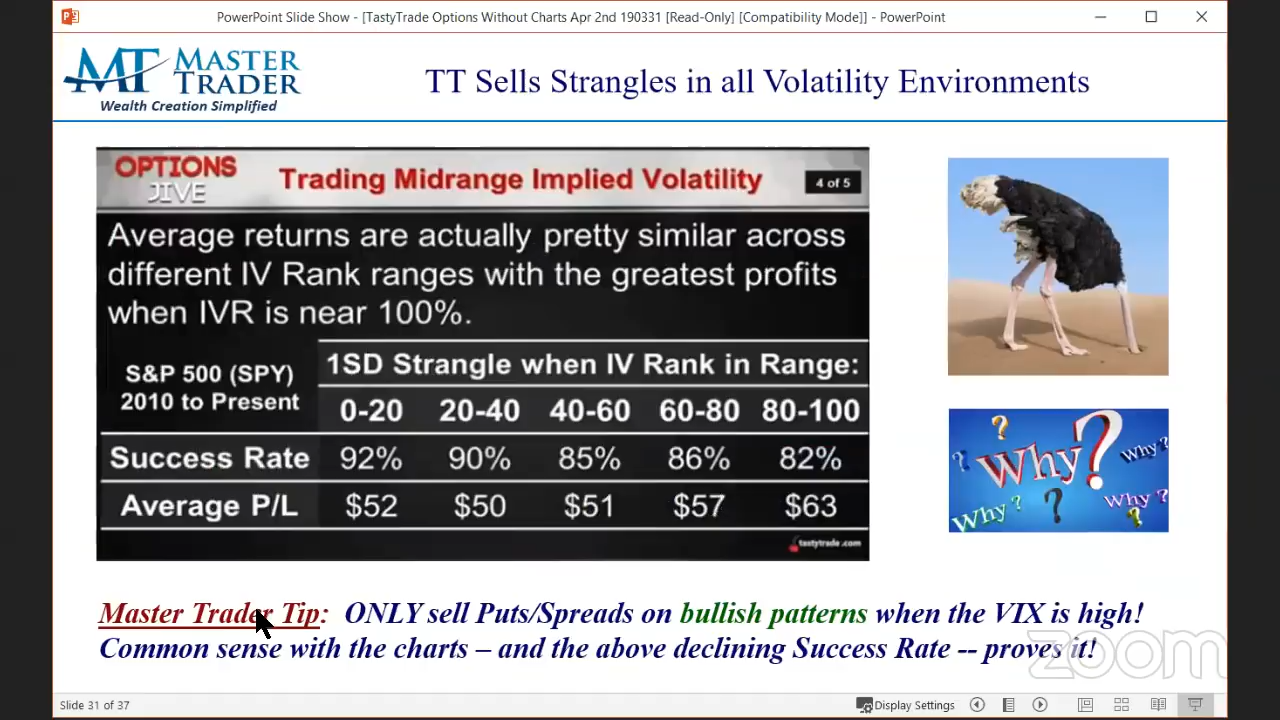 PowerPoint Slide Show - [TastyTrade Options Without Charts Apr 2nd 190331 [Read-Only] [Compatibility Mode]] - PowerPoint
MT MASTER TRADER
Wealth Creation Simplified
TT Sells Strangles in all Volatility Environments
OPTIONS JIVE
Trading Midrange Implied Volatility
4 of 5
Average returns are actually pretty similar across
different IV Rank ranges with the greatest profits
when IVR is near 100%.
S&P 500 (SPY)
2010 to Present
1SD Strangle when IV Rank in Range:
0-20 20-40 40-60 60-80 80-100
Success Rate 92% 90% 85% 86% 82%
Average P/L $52 $50 $51 $57 $63
tastytrade.com
?
?
Why?
Why?
Why?
?
Why?
?
Master Trader Tip: ONLY sell Puts/Spreads on bullish patterns when the VIX is high!
Common sense with the charts – and the above declining Success Rate -- proves it!
zoom
Slide 31 of 37
Display Settings